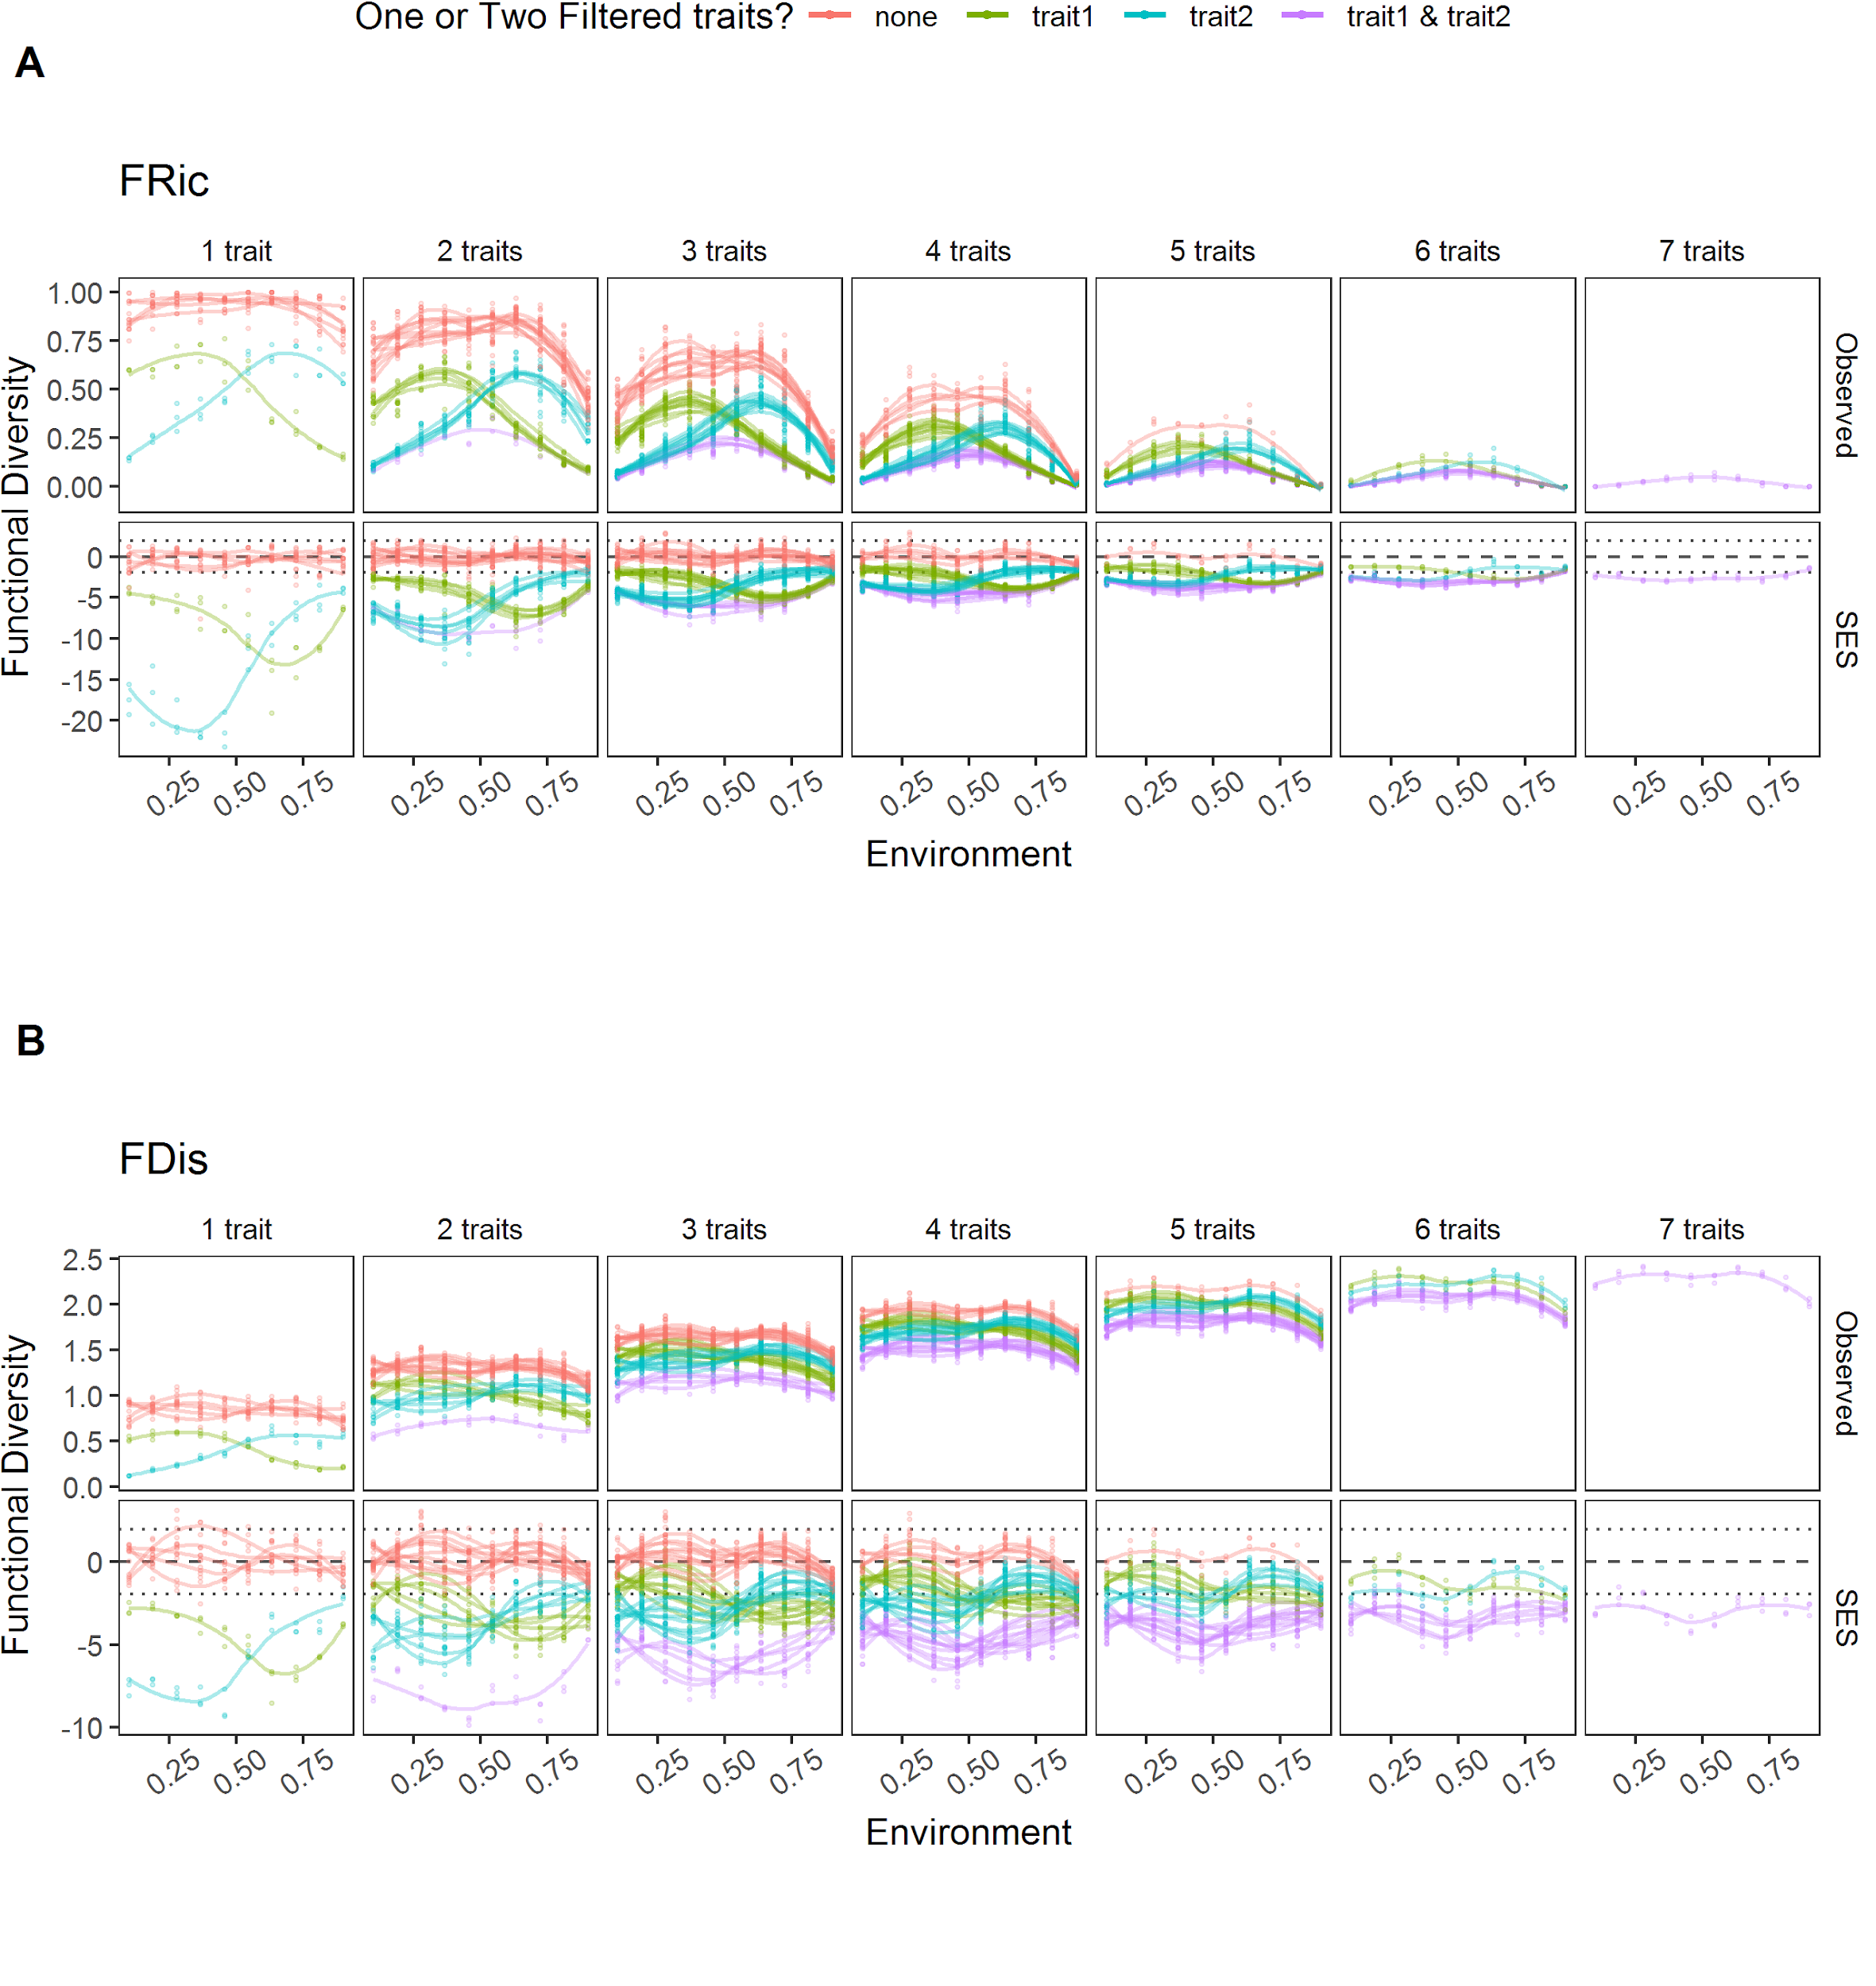 One or Two Filtered traits? none trait1 trait2 trait1 & trait2
A
FRic
1 trait 2 traits 3 traits 4 traits 5 traits 6 traits 7 traits
Functional Diversity
1.00
0.75
0.50
0.25
0.00
Observed
0
-5
-10
-15
-20
SES
0.25 0.50 0.75 0.25 0.50 0.75 0.25 0.50 0.75 0.25 0.50 0.75 0.25 0.50 0.75 0.25 0.50 0.75 0.25 0.50 0.75
Environment
B
FDis
1 trait 2 traits 3 traits 4 traits 5 traits 6 traits 7 traits
Functional Diversity
2.5
2.0
1.5
1.0
0.5
0.0
Observed
0
-5
-10
SES
0.25 0.50 0.75 0.25 0.50 0.75 0.25 0.50 0.75 0.25 0.50 0.75 0.25 0.50 0.75 0.25 0.50 0.75 0.25 0.50 0.75
Environment